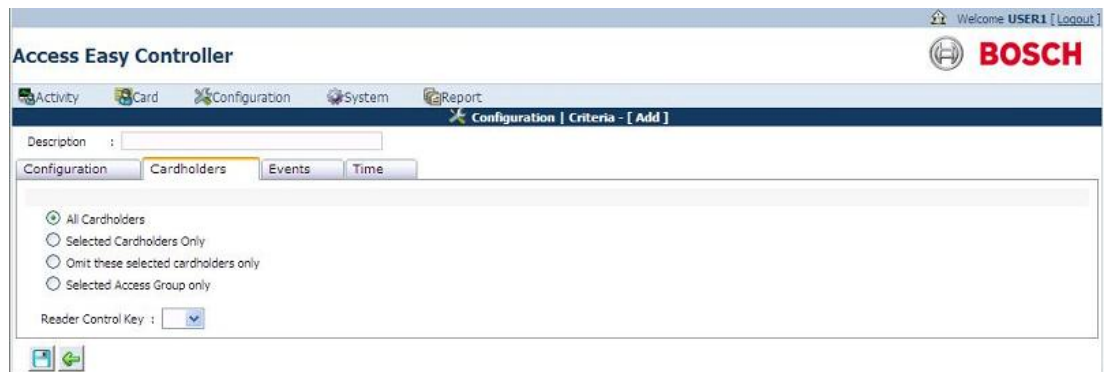 Welcome USER1 [ Logout ]
Access Easy Controller
BOSCH
Activity Card Configuration System Report
Configuration | Criteria - [ Add ]
Description :
Configuration Cardholders Events Time
All Cardholders
Selected Cardholders Only
Omit these selected cardholders only
Selected Access Group only
Reader Control Key :